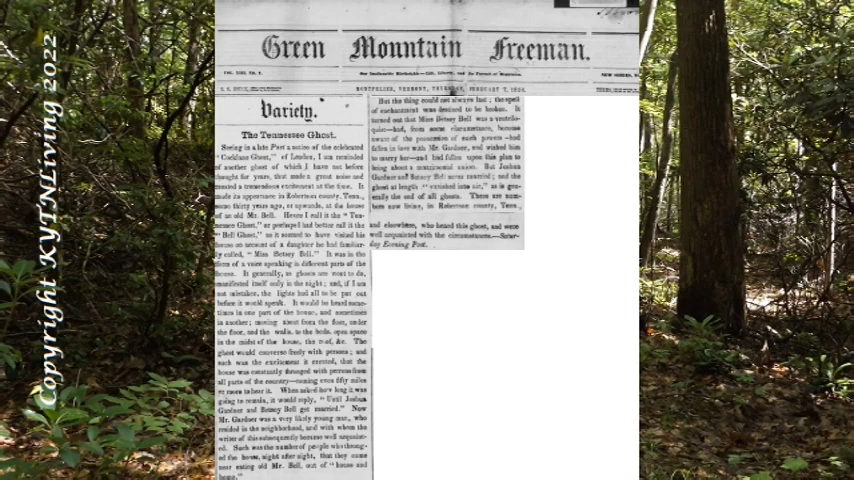 Green Mountain Freeman.
MONTPELIER, VERMONT, THURSDAY, FEBRUARY 7, 1856.
Variety.
The Tennessee Ghost.
Seeing in a late Post a notice of the celebrated
"Cocklane Ghost," of London, I am reminded
of another ghost of which I have not before
thought for years, that made a great noise and
created a tremendous excitement at the time. It
made its appearance in Robertson county, Tenn.,
some thirty years ago, or upwards, at the house
of an old Mr. Bell. Hence I call it the "Ten-
nessee Ghost," or perhaps had better call it the
"Bell Ghost," as it seemed to have visited his
house on account of a daughter he had familiar-
ly called, "Miss Betsey Bell." It was in the
form of a voice speaking in different parts of the
house. It generally, as ghosts are wont to do,
manifested itself only in the night; and, if I am
not mistaken, the lights had all to be put out
before it would speak. It would be heard some-
times in one part of the house, and sometimes
in another; moving about from the floor, under
the floor, and the walls, to the beds, open space
in the midst of the house, the roof, &c. The
ghost would converse freely with persons; and
such was the excitement it created, that the
house was constantly thronged with persons from
all parts of the country—coming even fifty miles
or more to hear it. When asked how long it was
going to remain, it would reply, "Until Joshua
Gardner and Betsey Bell get married." Now
Mr. Gardner was a very likely young man, who
resided in the neighborhood, and with whom the
writer of this subsequently became well acquaint-
ed. Such was the number of people who throng-
ed the house, night after night, that they came
near eating old Mr. Bell, out of "house and
home."
But the thing could not always last; the spell
of enchantment was destined to be broken. It
turned out that Miss Betsey Bell was a ventrilo-
quist—had, from some circumstance, become
aware of the possession of such powers—had
fallen in love with Mr. Gardner, and wished him
to marry her—and had fallen upon this plan to
bring about a matrimonial union. But Joshua
Gardner and Betsey Bell never married; and the
ghost at length "vanished into air," as is gen-
erally the end of all ghosts. There are num-
bers now living, in Robertson county, Tenn.,
and elsewhere, who heard this ghost, and were
well acquainted with the circumstances.—Satur-
day Evening Post.
Copyright KYTNLiving 2022